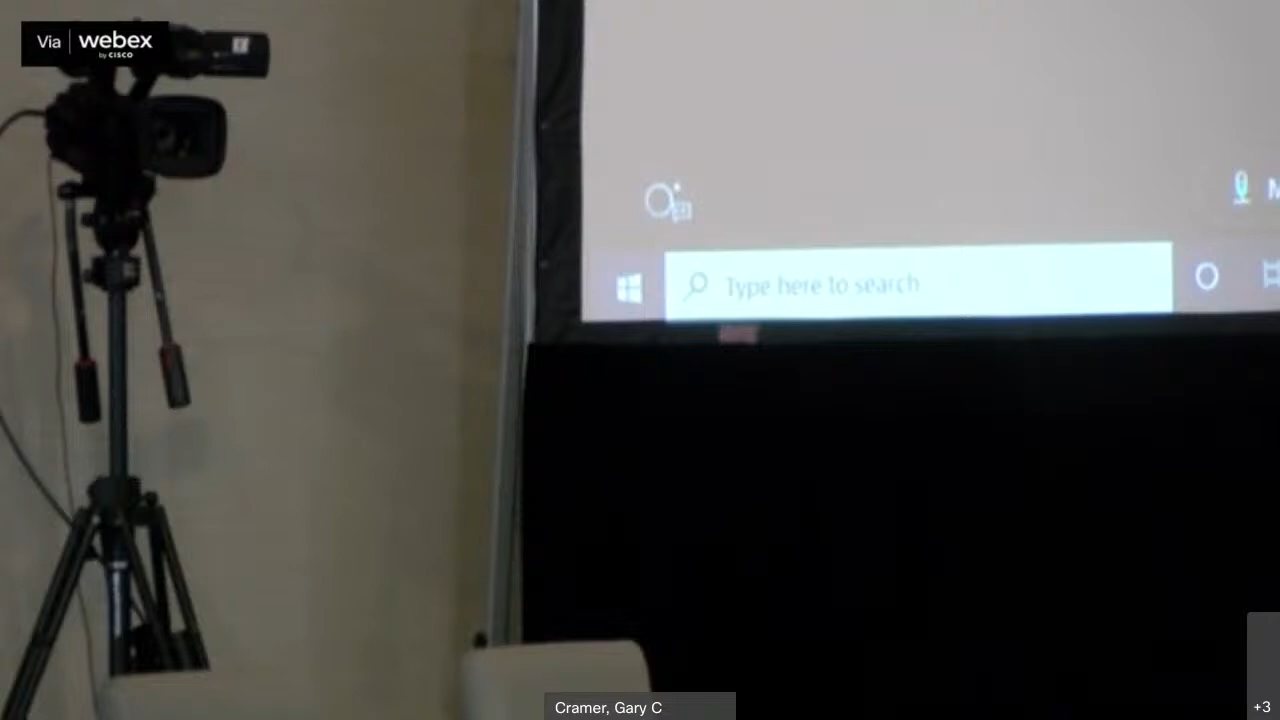 Via webex
by CISCO
M
Type here to search
Cramer, Gary C
+3